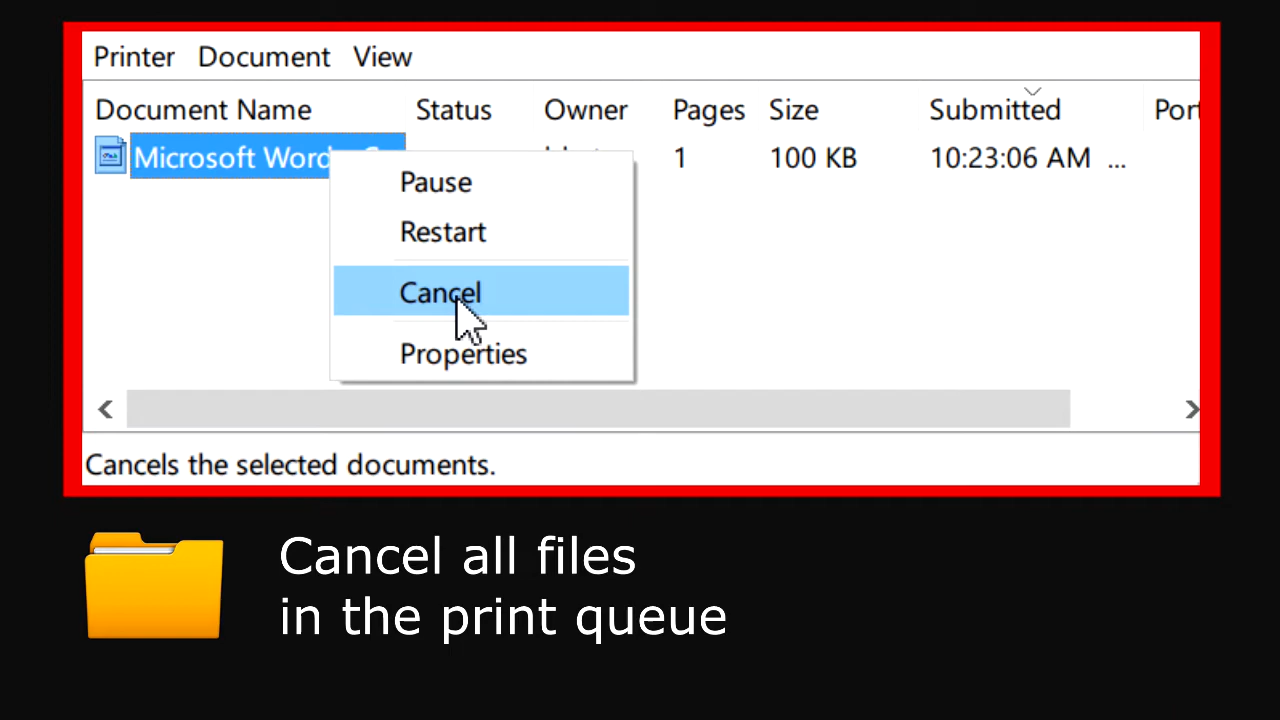 Printer Document View
Document Name Status Owner Pages Size Submitted Port
Microsoft Word 1 100 KB 10:23:06 AM ...
Pause
Restart
Cancel
Properties
Cancels the selected documents.
Cancel all files
in the print queue